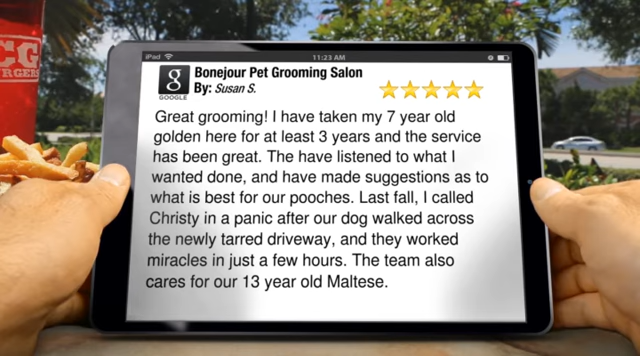 CG
iPod
11:23 AM
g
GOOGLE
Bonejour Pet Grooming Salon
By: Susan S.
Great grooming! I have taken my 7 year old
golden here for at least 3 years and the service
has been great. The have listened to what I
wanted done, and have made suggestions as to
what is best for our pooches. Last fall, I called
Christy in a panic after our dog walked across
the newly tarred driveway, and they worked
miracles in just a few hours. The team also
cares for our 13 year old Maltese.